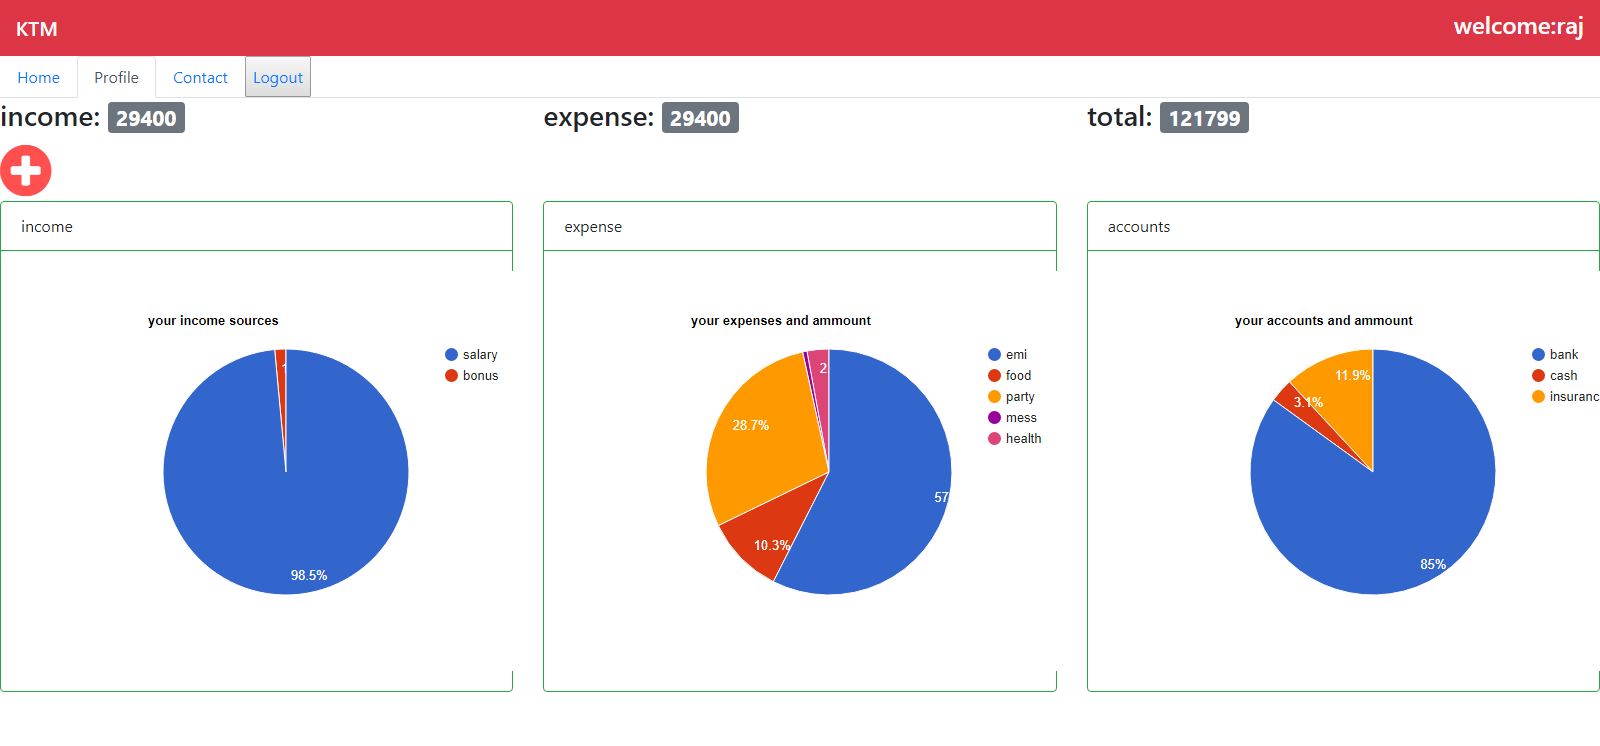 KTM
welcome:raj
Home Profile Contact Logout
income: 29400
expense: 29400
total: 121799
income
your income sources
salary
bonus
98.5%
expense
your expenses and ammount
emi
food
party
mess
health
28.7%
57
10.3%
accounts
your accounts and ammount
bank
cash
insuranc
11.9%
3.1%
85%